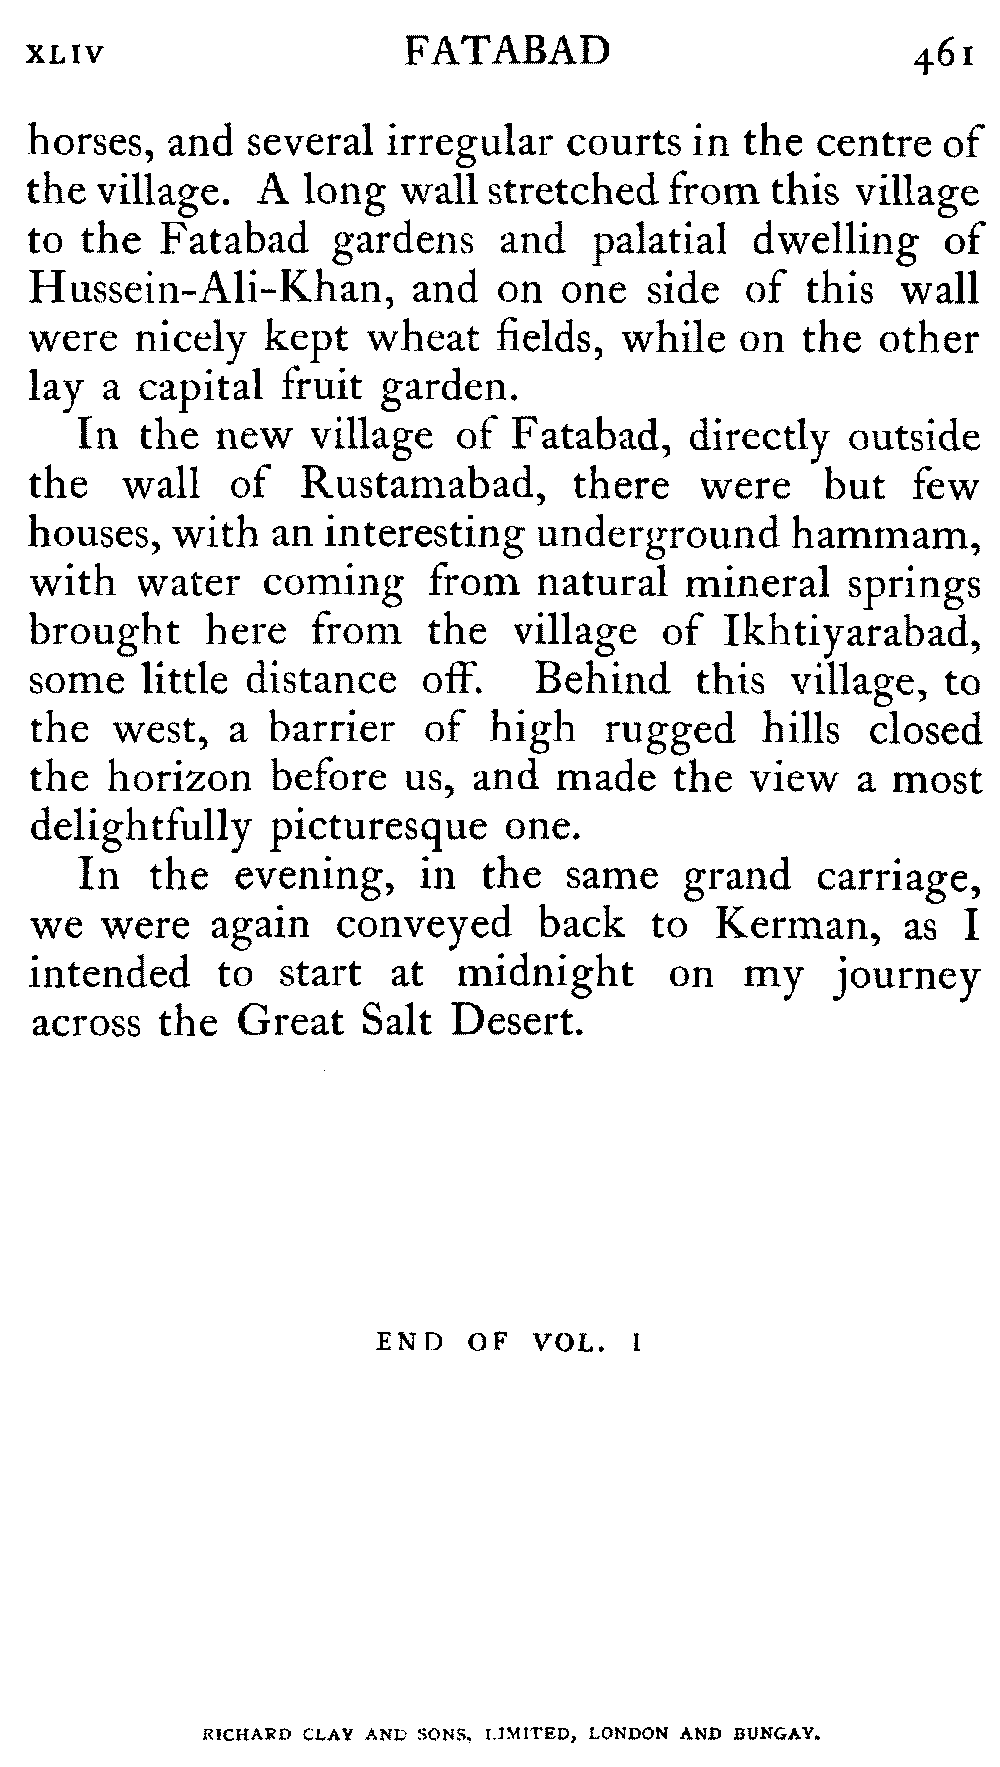 XLIV FATABAD 461
horses, and several irregular courts in the centre of
the village. A long wall stretched from this village
to the Fatabad gardens and palatial dwelling of
Hussein-Ali-Khan, and on one side of this wall
were nicely kept wheat fields, while on the other
lay a capital fruit garden.
In the new village of Fatabad, directly outside
the wall of Rustamabad, there were but few
houses, with an interesting underground hammam,
with water coming from natural mineral springs
brought here from the village of Ikhtiyarabad,
some little distance off. Behind this village, to
the west, a barrier of high rugged hills closed
the horizon before us, and made the view a most
delightfully picturesque one.
In the evening, in the same grand carriage,
we were again conveyed back to Kerman, as I
intended to start at midnight on my journey
across the Great Salt Desert.
END OF VOL. I
RICHARD CLAY AND SONS, LIMITED, LONDON AND BUNGAY.